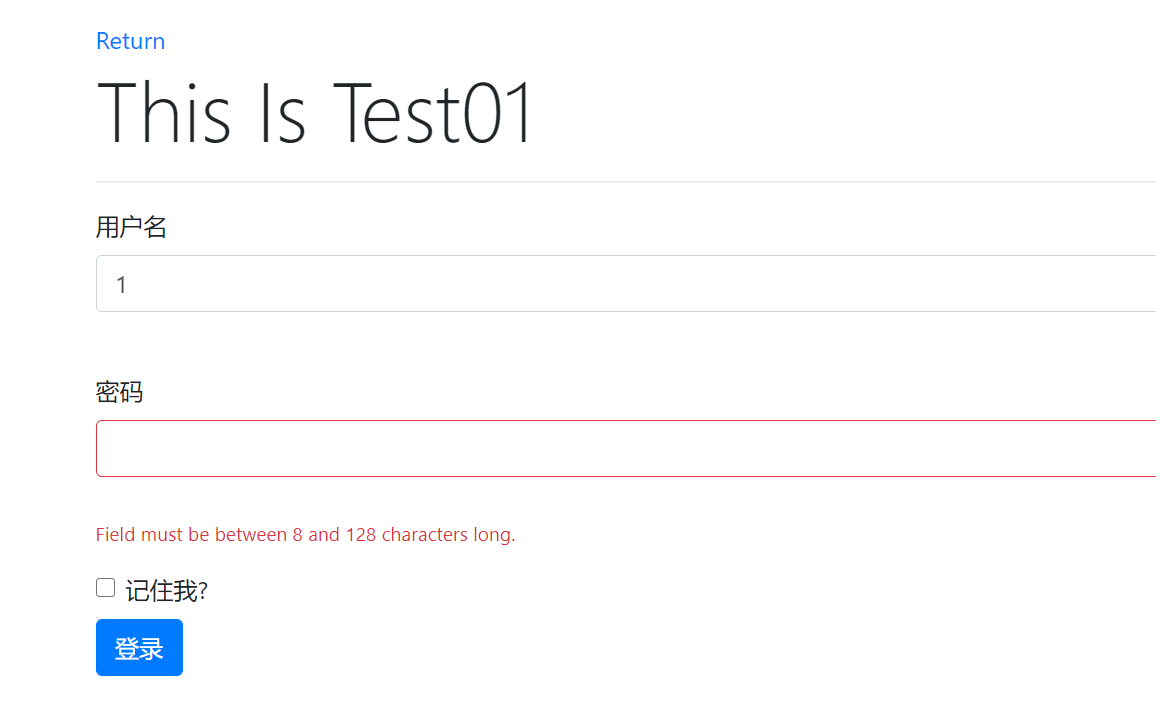 Return
This Is Test01
用户名
1
密码
Field must be between 8 and 128 characters long.
记住我?
登录